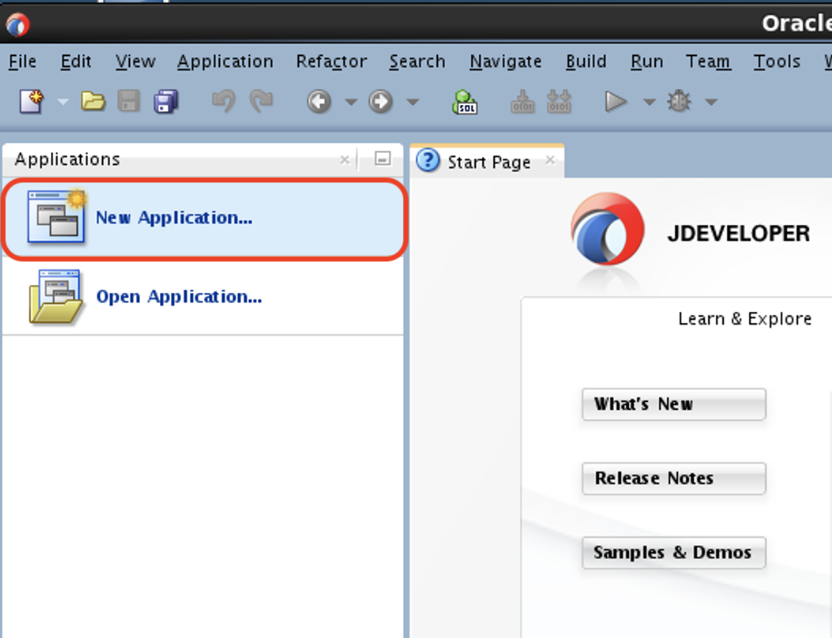 Oracle
File Edit View Application Refactor Search Navigate Build Run Team Tools
SQL
Applications
Start Page
New Application...
JDEVELOPER
Open Application...
Learn & Explore
What's New
Release Notes
Samples & Demos